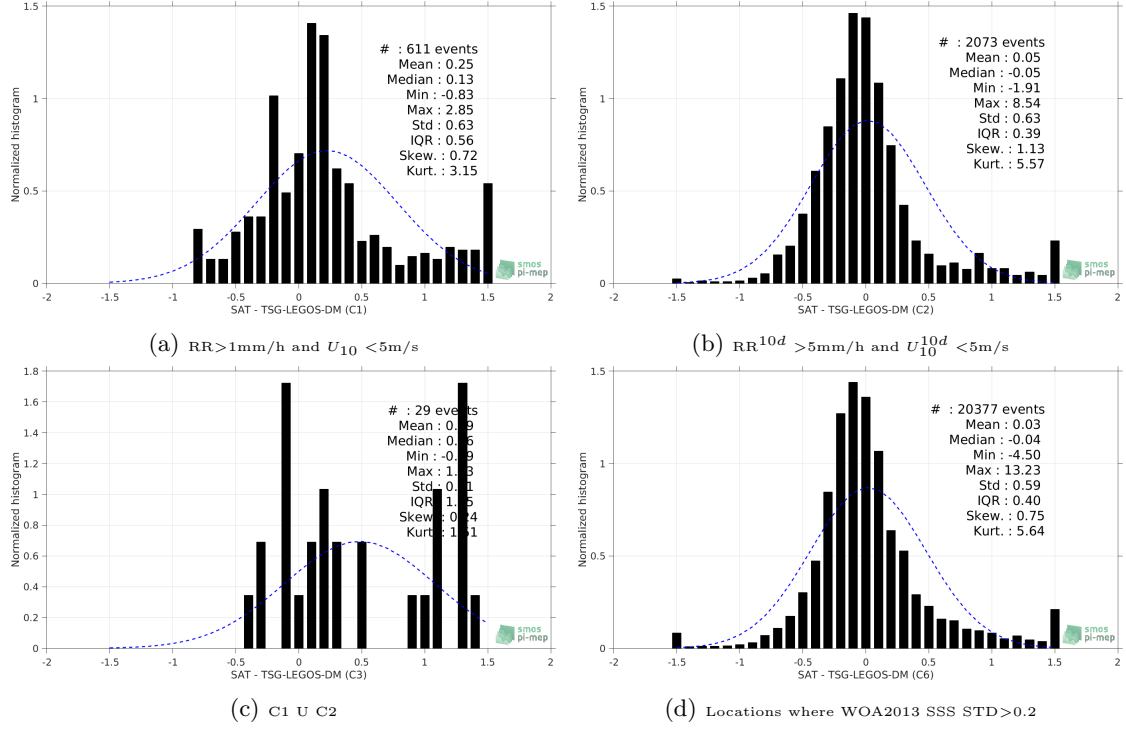 1.5
1
0.5
0
Normalized histogram
# : 611 events
Mean : 0.25
Median : 0.13
Min : -0.83
Max : 2.85
Std : 0.63
IQR : 0.56
Skew. : 0.72
Kurt. : 3.15
smos
pi-mep
-2 -1.5 -1 -0.5 0 0.5 1 1.5 2
SAT - TSG-LEGOS-DM (C1)
(a) RR>1mm/h and U10 <5m/s
1.5
1
0.5
0
Normalized histogram
# : 2073 events
Mean : 0.05
Median : -0.05
Min : -1.91
Max : 8.54
Std : 0.63
IQR : 0.39
Skew. : 1.13
Kurt. : 5.57
smos
pi-mep
-2 -1.5 -1 -0.5 0 0.5 1 1.5 2
SAT - TSG-LEGOS-DM (C2)
(b) RR10d >5mm/h and U10d10 <5m/s
1.8
1.6
1.4
1.2
1
0.8
0.6
0.4
0.2
0
Normalized histogram
# : 29 events
Mean :
Median :
Min :
Max :
Std :
IQR :
Skew. :
Kurt. :
smos
pi-mep
-2 -1.5 -1 -0.5 0 0.5 1 1.5 2
SAT - TSG-LEGOS-DM (C3)
(c) C1 U C2
1.5
1
0.5
0
Normalized histogram
# : 20377 events
Mean : 0.03
Median : -0.04
Min : -4.50
Max : 13.23
Std : 0.59
IQR : 0.40
Skew. : 0.75
Kurt. : 5.64
smos
pi-mep
-2 -1.5 -1 -0.5 0 0.5 1 1.5 2
SAT - TSG-LEGOS-DM (C6)
(d) Locations where WOA2013 SSS STD>0.2